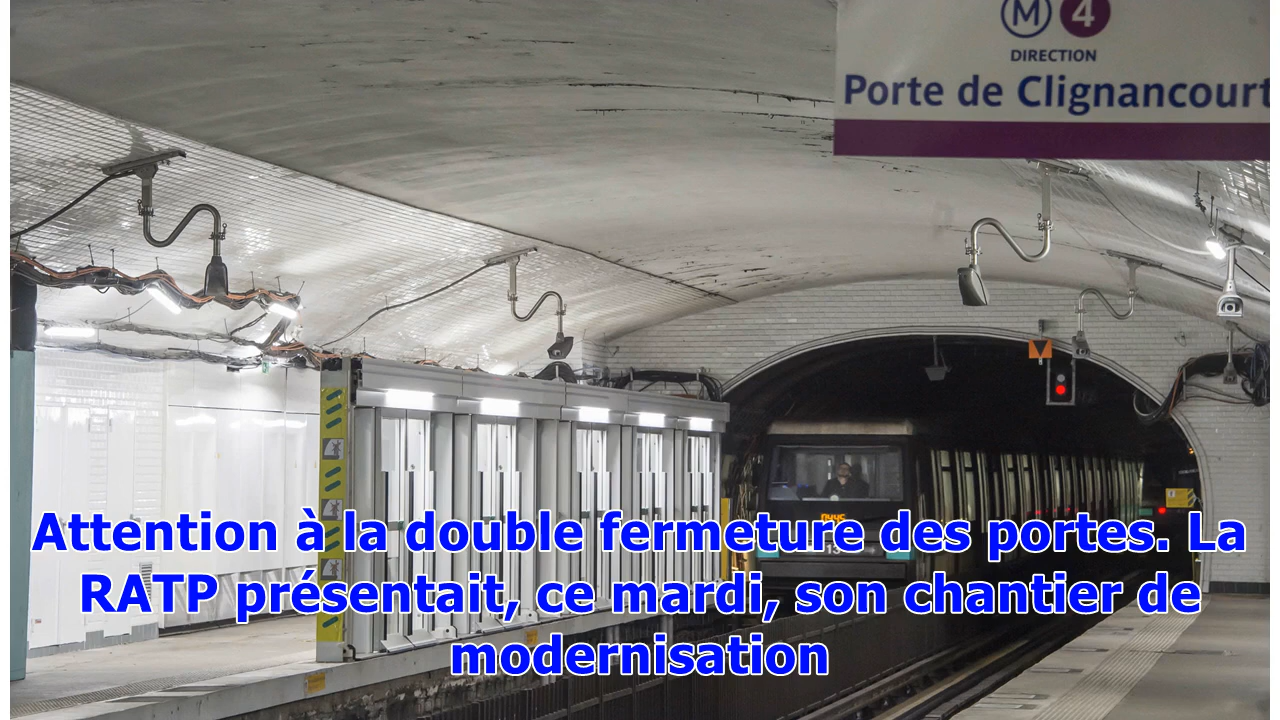 M 4
DIRECTION
Porte de Clignancourt
Attention à la double fermeture des portes. La
RATP présentait, ce mardi, son chantier de
modernisation